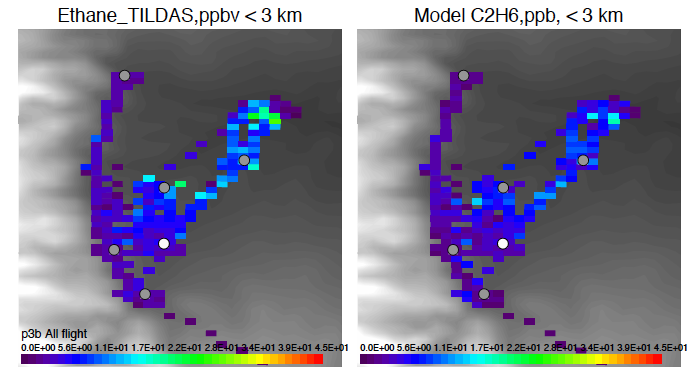 Ethane_TILDAS,ppbv < 3 km
Model C2H6,ppb, < 3 km
p3b All flight
0.0E+00 5.6E+00 1.1E+01 1.7E+01 2.2E+01 2.8E+01 3.4E+01 3.9E+01 4.5E+01
0.0E+00 5.6E+00 1.1E+01 1.7E+01 2.2E+01 2.8E+01 3.4E+01 3.9E+01 4.5E+01